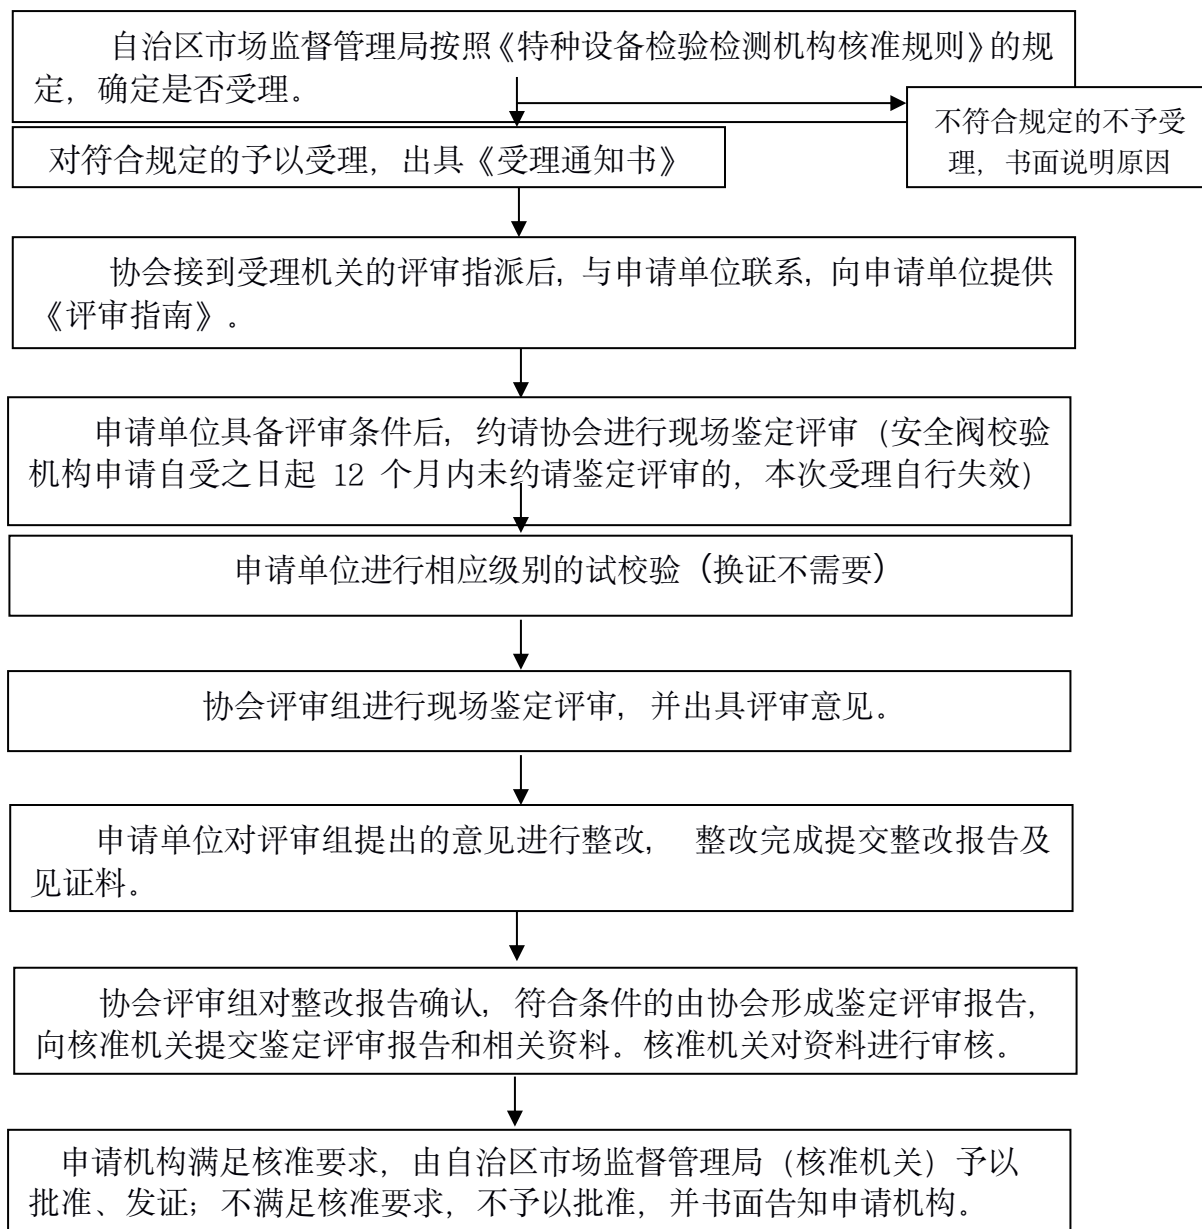 自治区市场监督管理局按照《特种设备检验检测机构核准规则》的规
定，确定是否受理。
不符合规定的不予受
理，书面说明原因
对符合规定的予以受理，出具《受理通知书》
协会接到受理机关的评审指派后，与申请单位联系，向申请单位提供
《评审指南》。
申请单位具备评审条件后，约请协会进行现场鉴定评审（安全阀校验
机构申请自受之日起 12 个月内未约请鉴定评审的，本次受理自行失效）
申请单位进行相应级别的试校验（换证不需要）
协会评审组进行现场鉴定评审，并出具评审意见。
申请单位对评审组提出的意见进行整改， 整改完成提交整改报告及
见证料。
协会评审组对整改报告确认，符合条件的由协会形成鉴定评审报告，
向核准机关提交鉴定评审报告和相关资料。核准机关对资料进行审核。
申请机构满足核准要求，由自治区市场监督管理局（核准机关）予以
批准、发证；不满足核准要求，不予以批准，并书面告知申请机构。